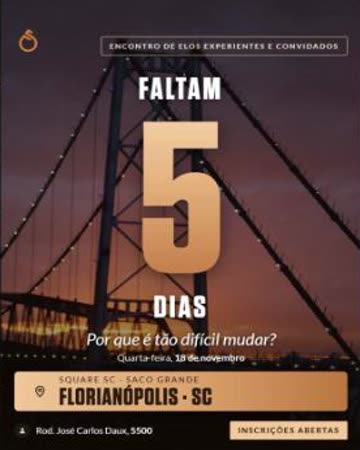 ENCONTRO DE ELOS EXPERIENTES E CONVIDADOS
FALTAM
5
DIAS
Por que é tão difícil mudar?
Quarta-feira, 18 de novembro
SQUARE SC - SACO GRANDE
FLORIANÓPOLIS · SC
Rod. José Carlos Daux, 5500
INSCRIÇÕES ABERTAS